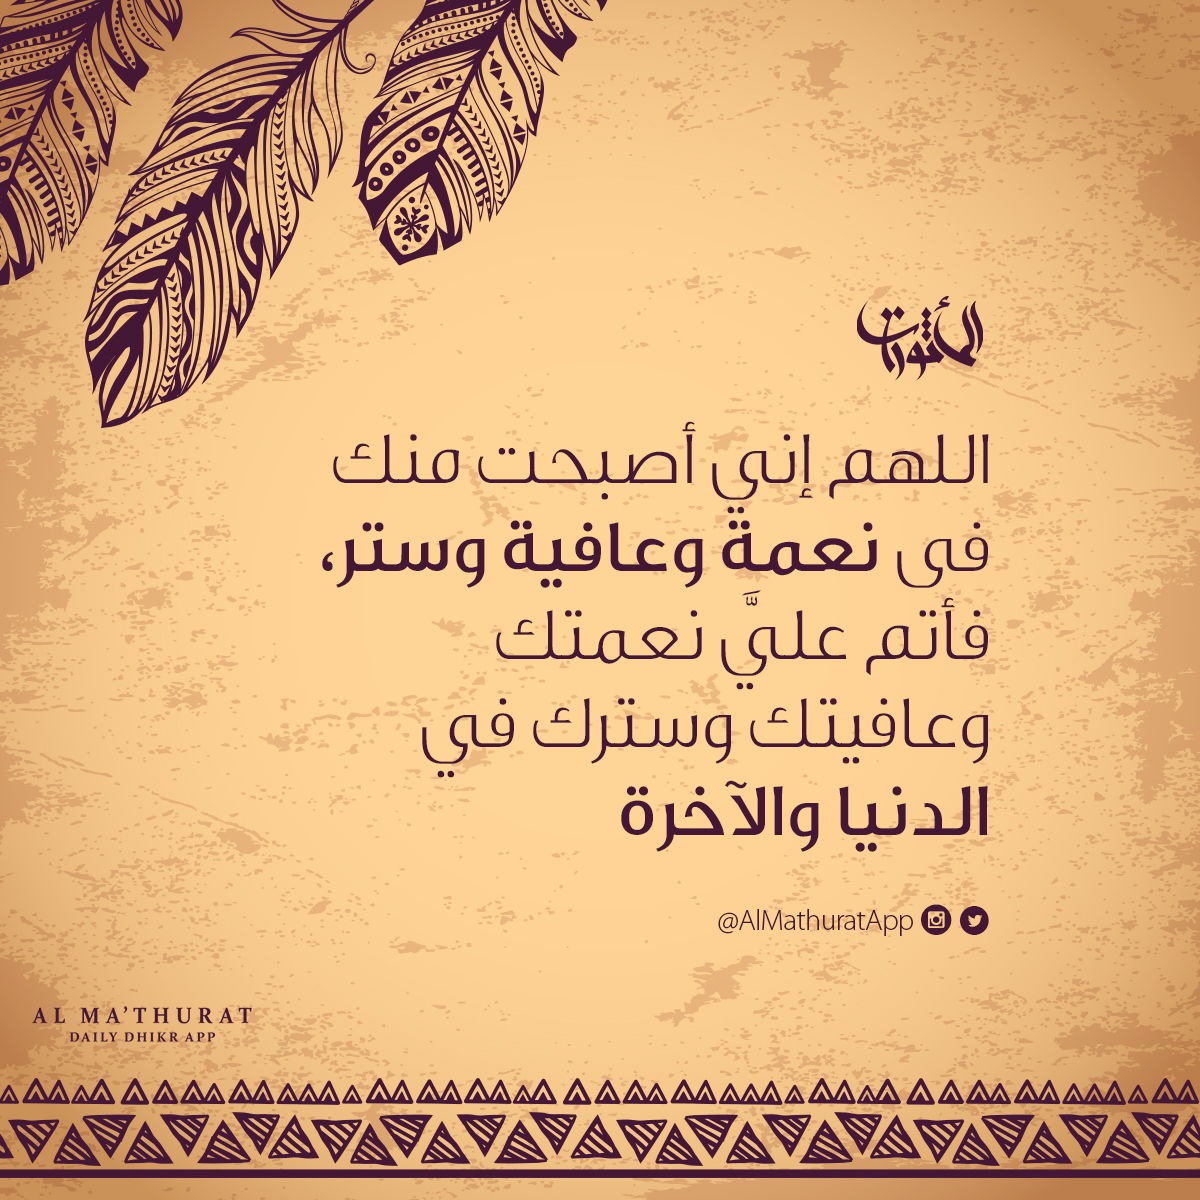 المأثورات
اللهم إني أصبحت منك
فى نعمة وعافية وستر،
فأتم عليَّ نعمتك
وعافيتك وسترك في
الدنيا والآخرة
@AlMathuratApp
AL MA’THURAT
DAILY DHIKR APP